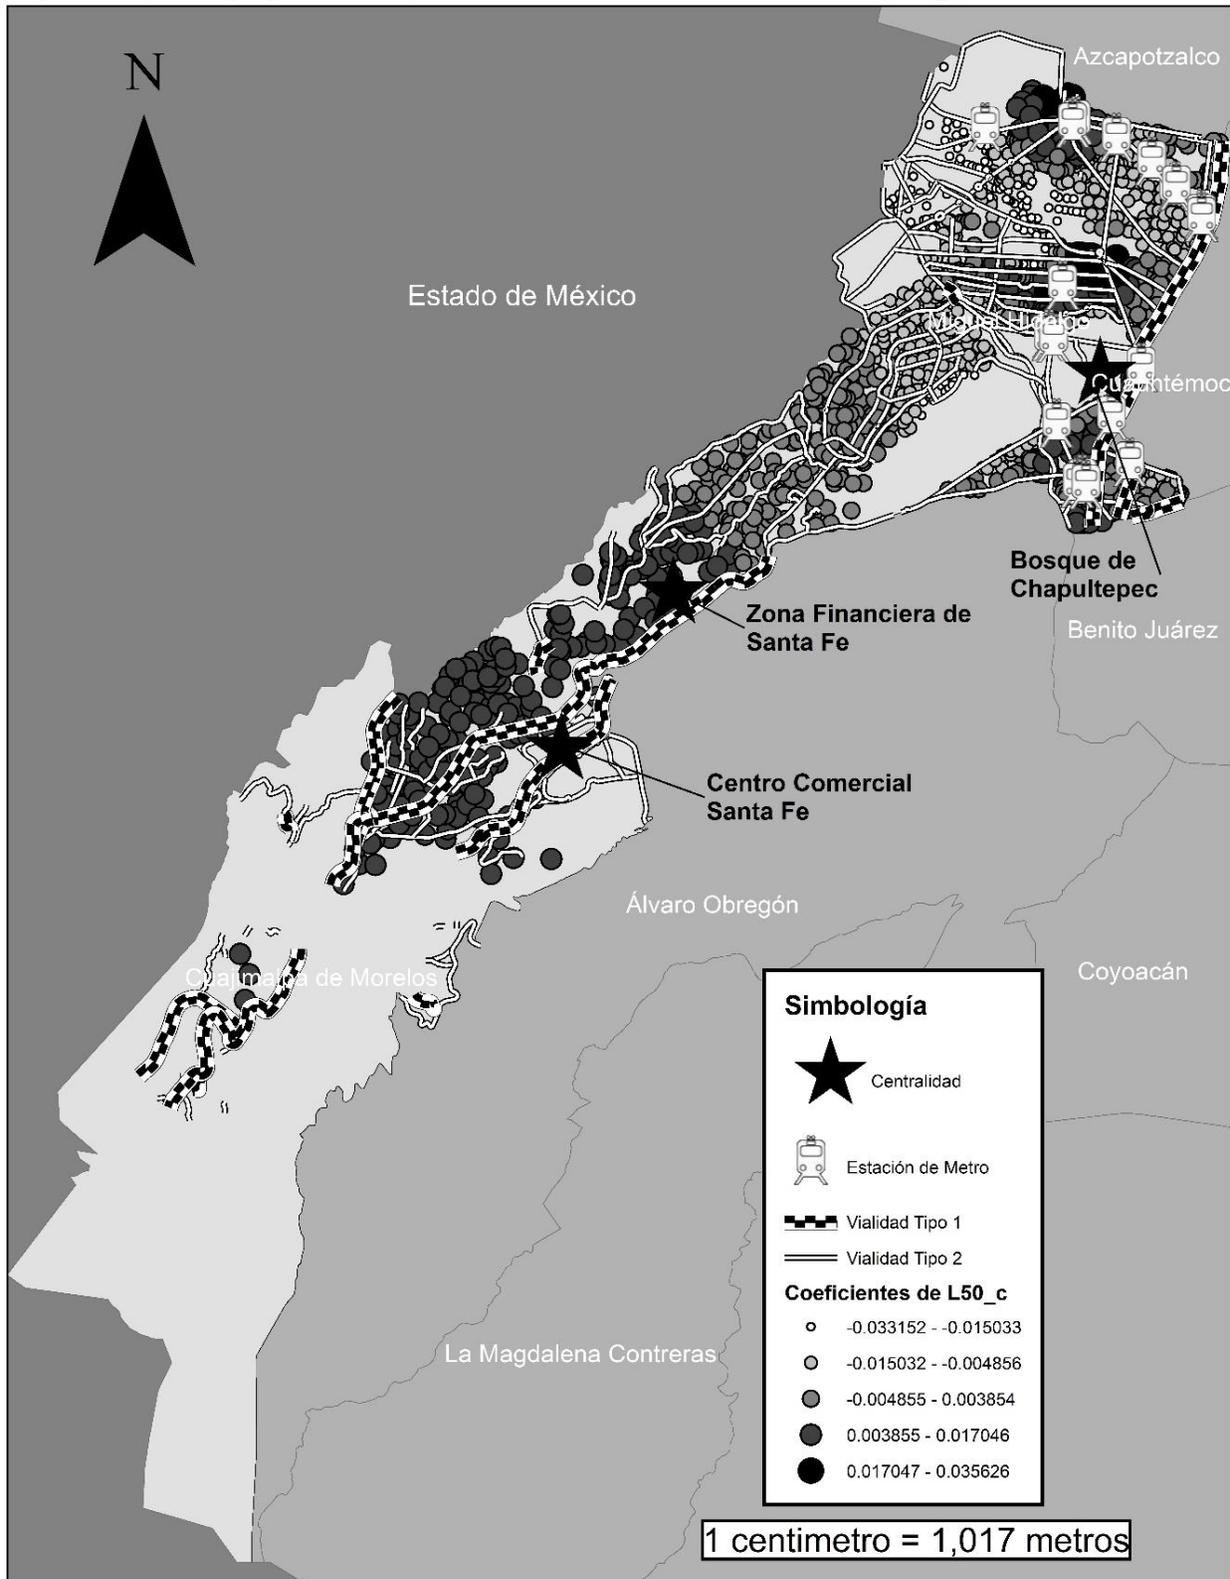 Azcapotzalco
N
Estado de México
Miguel Hidalgo
Cuauhtémoc
Bosque de
Chapultepec
Zona Financiera de
Santa Fe
Benito Juárez
Centro Comercial
Santa Fe
Álvaro Obregón
Cuajimalpa de Morelos
Coyoacán
La Magdalena Contreras
Simbología
Centralidad
Estación de Metro
Vialidad Tipo 1
Vialidad Tipo 2
Coeficientes de L50_c
-0.033152 - -0.015033
-0.015032 - -0.004856
-0.004855 - 0.003854
0.003855 - 0.017046
0.017047 - 0.035626
1 centimetro = 1,017 metros